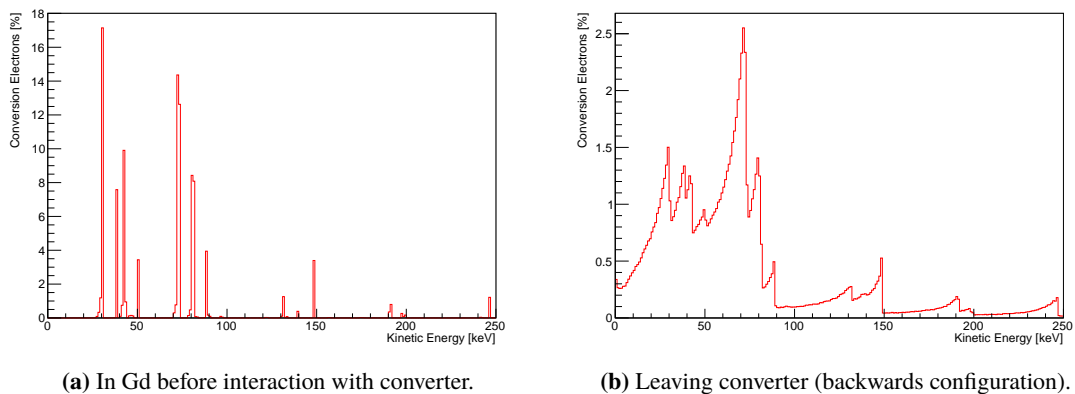 Conversion Electrons [%]
18
16
14
12
10
8
6
4
2
0
0 50 100 150 200 250
Kinetic Energy [keV]
(a) In Gd before interaction with converter.
Conversion Electrons [%]
2.5
2
1.5
1
0.5
0
0 50 100 150 200 250
Kinetic Energy [keV]
(b) Leaving converter (backwards configuration).